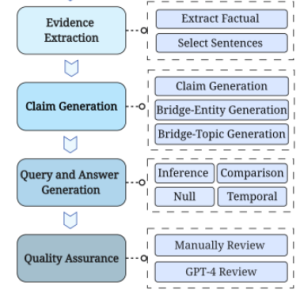 Evidence
Extraction
Extract Factual
Select Sentences
Claim Generation
Claim Generation
Bridge-Entity Generation
Bridge-Topic Generation
Query and Answer
Generation
Inference
Comparison
Null
Temporal
Quality Assurance
Manually Review
GPT-4 Review